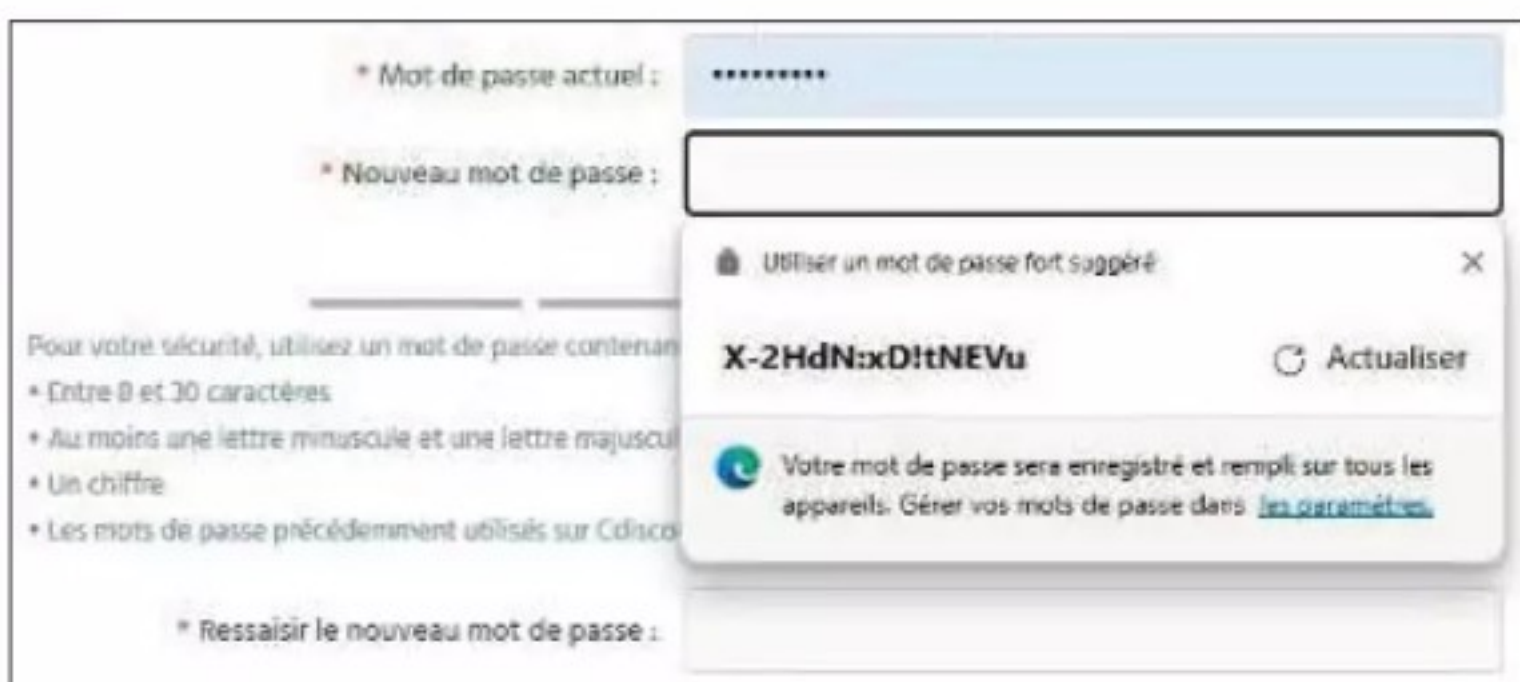 * Mot de passe actuel : •••••••••
* Nouveau mot de passe :
Utiliser un mot de passe fort suggéré
X-2HdN:xD!tNEVu Actualiser
Votre mot de passe sera enregistré et rempli sur tous les
appareils. Gérer vos mots de passe dans les paramètres.
Pour votre sécurité, utilisez un mot de passe contenan
• Entre 8 et 30 caractères
• Au moins une lettre minuscule et une lettre majuscul
• Un chiffre
• Les mots de passe précédemment utilisés sur Cdisco
* Ressaisir le nouveau mot de passe :